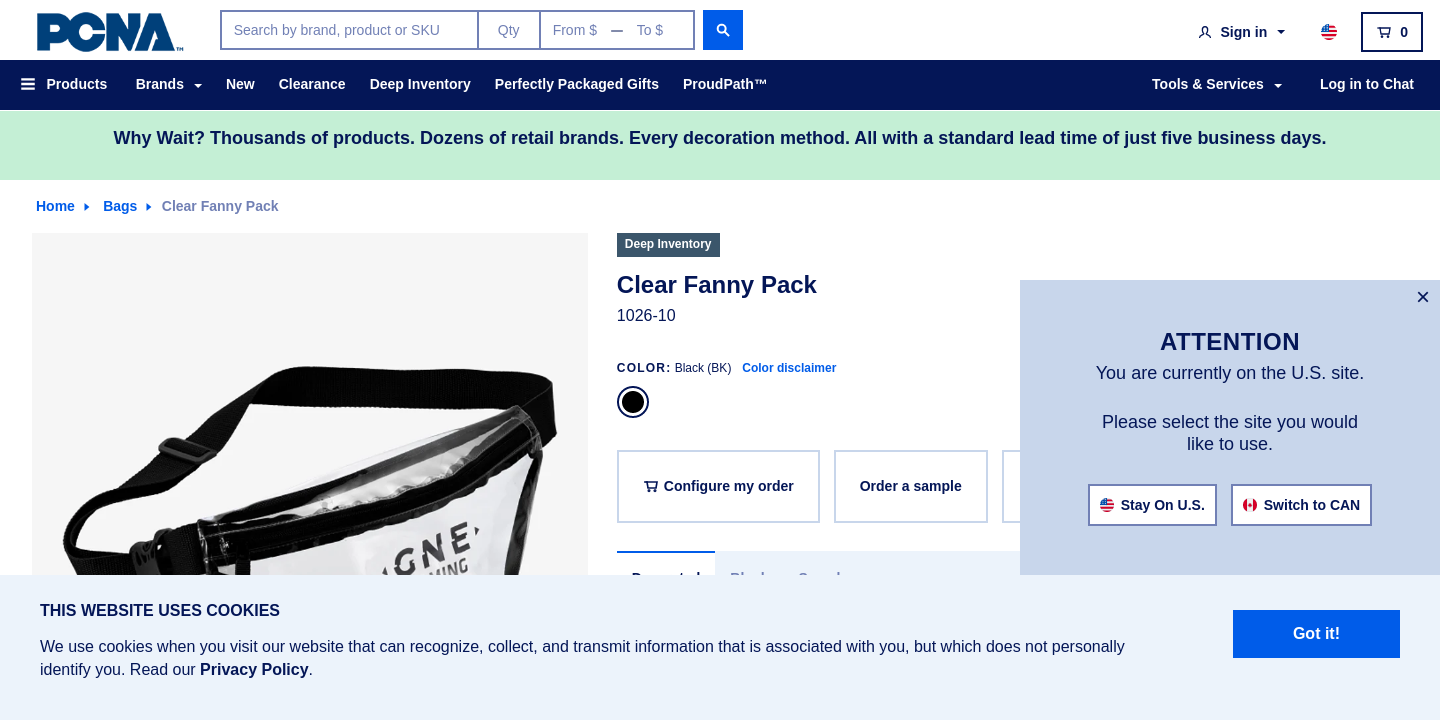 PCNA™
Search by brand, product or SKU
Qty
From $ — To $
Sign in
0
Products
Brands
New
Clearance
Deep Inventory
Perfectly Packaged Gifts
ProudPath™
Tools & Services
Log in to Chat
Why Wait? Thousands of products. Dozens of retail brands. Every decoration method. All with a standard lead time of just five business days.
Home
Bags
Clear Fanny Pack
Deep Inventory
Clear Fanny Pack
1026-10
COLOR: Black (BK) Color disclaimer
Configure my order
Order a sample
×
ATTENTION
You are currently on the U.S. site.
Please select the site you would
like to use.
Stay On U.S.
Switch to CAN
THIS WEBSITE USES COOKIES
We use cookies when you visit our website that can recognize, collect, and transmit information that is associated with you, but which does not personally
identify you. Read our Privacy Policy.
Got it!